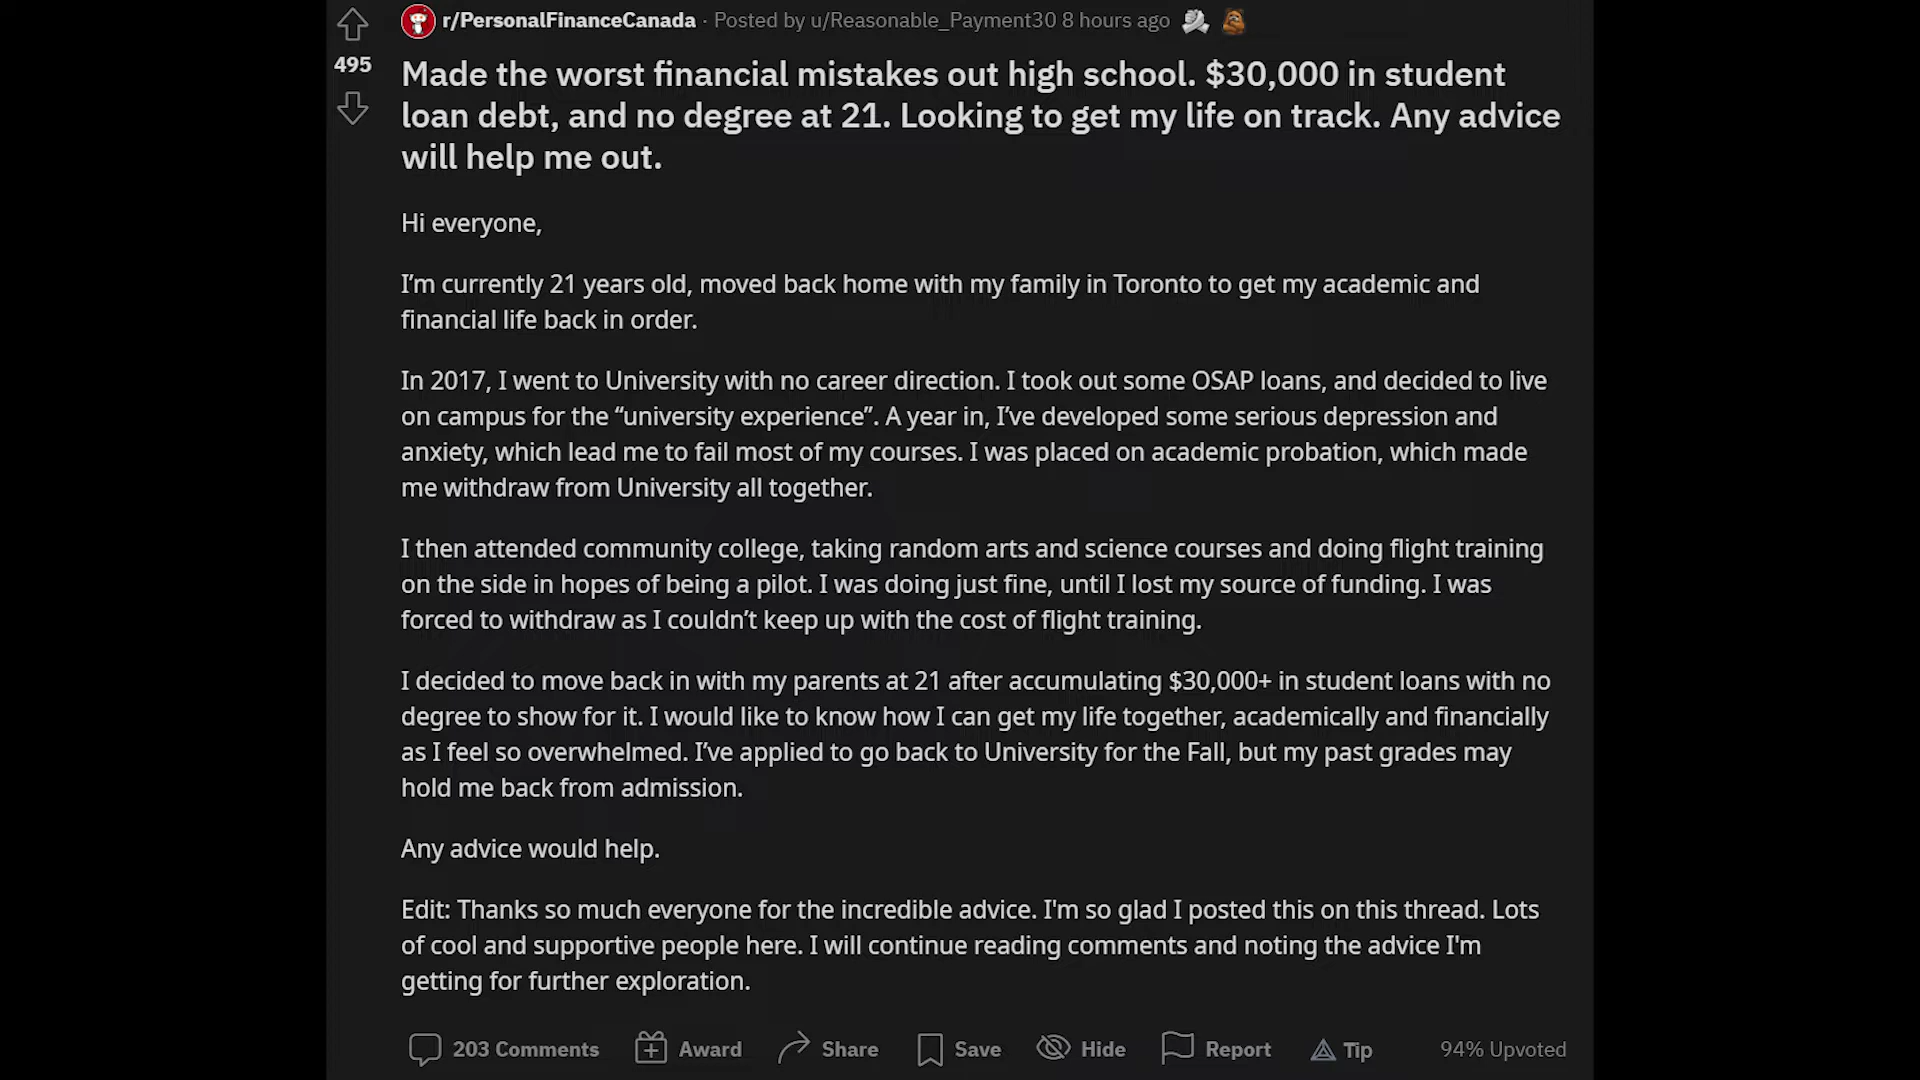 r/PersonalFinanceCanada · Posted by u/Reasonable_Payment30 8 hours ago
495
Made the worst financial mistakes out high school. $30,000 in student
loan debt, and no degree at 21. Looking to get my life on track. Any advice
will help me out.
Hi everyone,
I’m currently 21 years old, moved back home with my family in Toronto to get my academic and
financial life back in order.
In 2017, I went to University with no career direction. I took out some OSAP loans, and decided to live
on campus for the “university experience”. A year in, I’ve developed some serious depression and
anxiety, which lead me to fail most of my courses. I was placed on academic probation, which made
me withdraw from University all together.
I then attended community college, taking random arts and science courses and doing flight training
on the side in hopes of being a pilot. I was doing just fine, until I lost my source of funding. I was
forced to withdraw as I couldn’t keep up with the cost of flight training.
I decided to move back in with my parents at 21 after accumulating $30,000+ in student loans with no
degree to show for it. I would like to know how I can get my life together, academically and financially
as I feel so overwhelmed. I’ve applied to go back to University for the Fall, but my past grades may
hold me back from admission.
Any advice would help.
Edit: Thanks so much everyone for the incredible advice. I'm so glad I posted this on this thread. Lots
of cool and supportive people here. I will continue reading comments and noting the advice I'm
getting for further exploration.
203 Comments Award Share Save Hide Report Tip 94% Upvoted